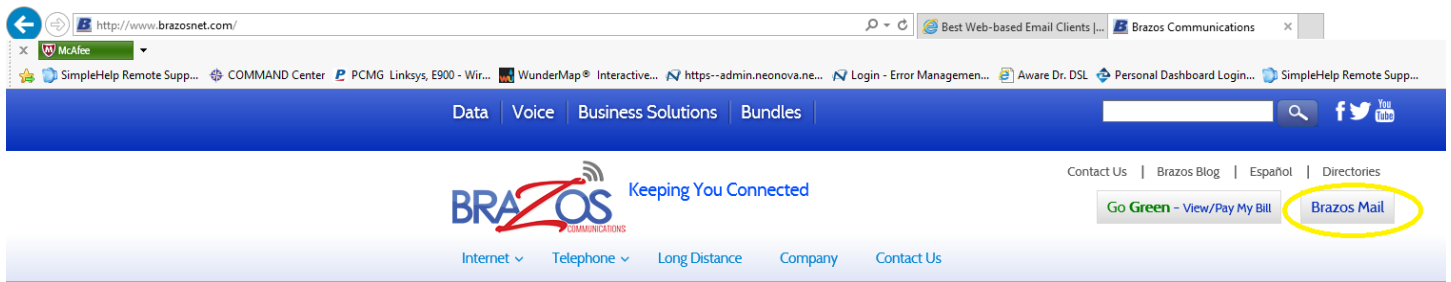 http://www.brazosnet.com/ Best Web-based Email Clients |... Brazos Communications ×
x McAfee
SimpleHelp Remote Supp... COMMAND Center PCMG Linksys, E900 - Wir... WunderMap® Interactive... https--admin.neonova.ne... Login - Error Managemen... Aware Dr. DSL Personal Dashboard Login... SimpleHelp Remote Supp...
Data Voice Business Solutions Bundles f You Tube
Contact Us | Brazos Blog | Español | Directories
BRAZOS COMMUNICATIONS Keeping You Connected
Go Green - View/Pay My Bill Brazos Mail
Internet Telephone Long Distance Company Contact Us